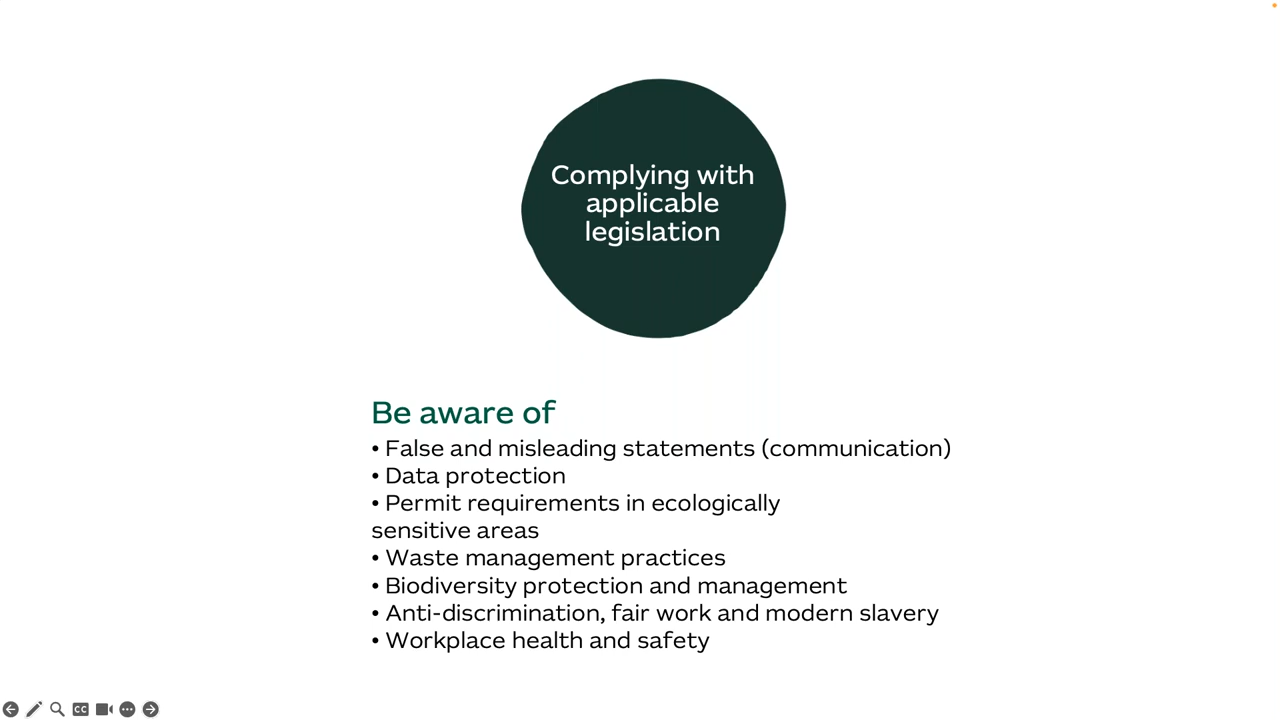 Complying with
applicable
legislation
Be aware of
• False and misleading statements (communication)
• Data protection
• Permit requirements in ecologically
sensitive areas
• Waste management practices
• Biodiversity protection and management
• Anti-discrimination, fair work and modern slavery
• Workplace health and safety
CC